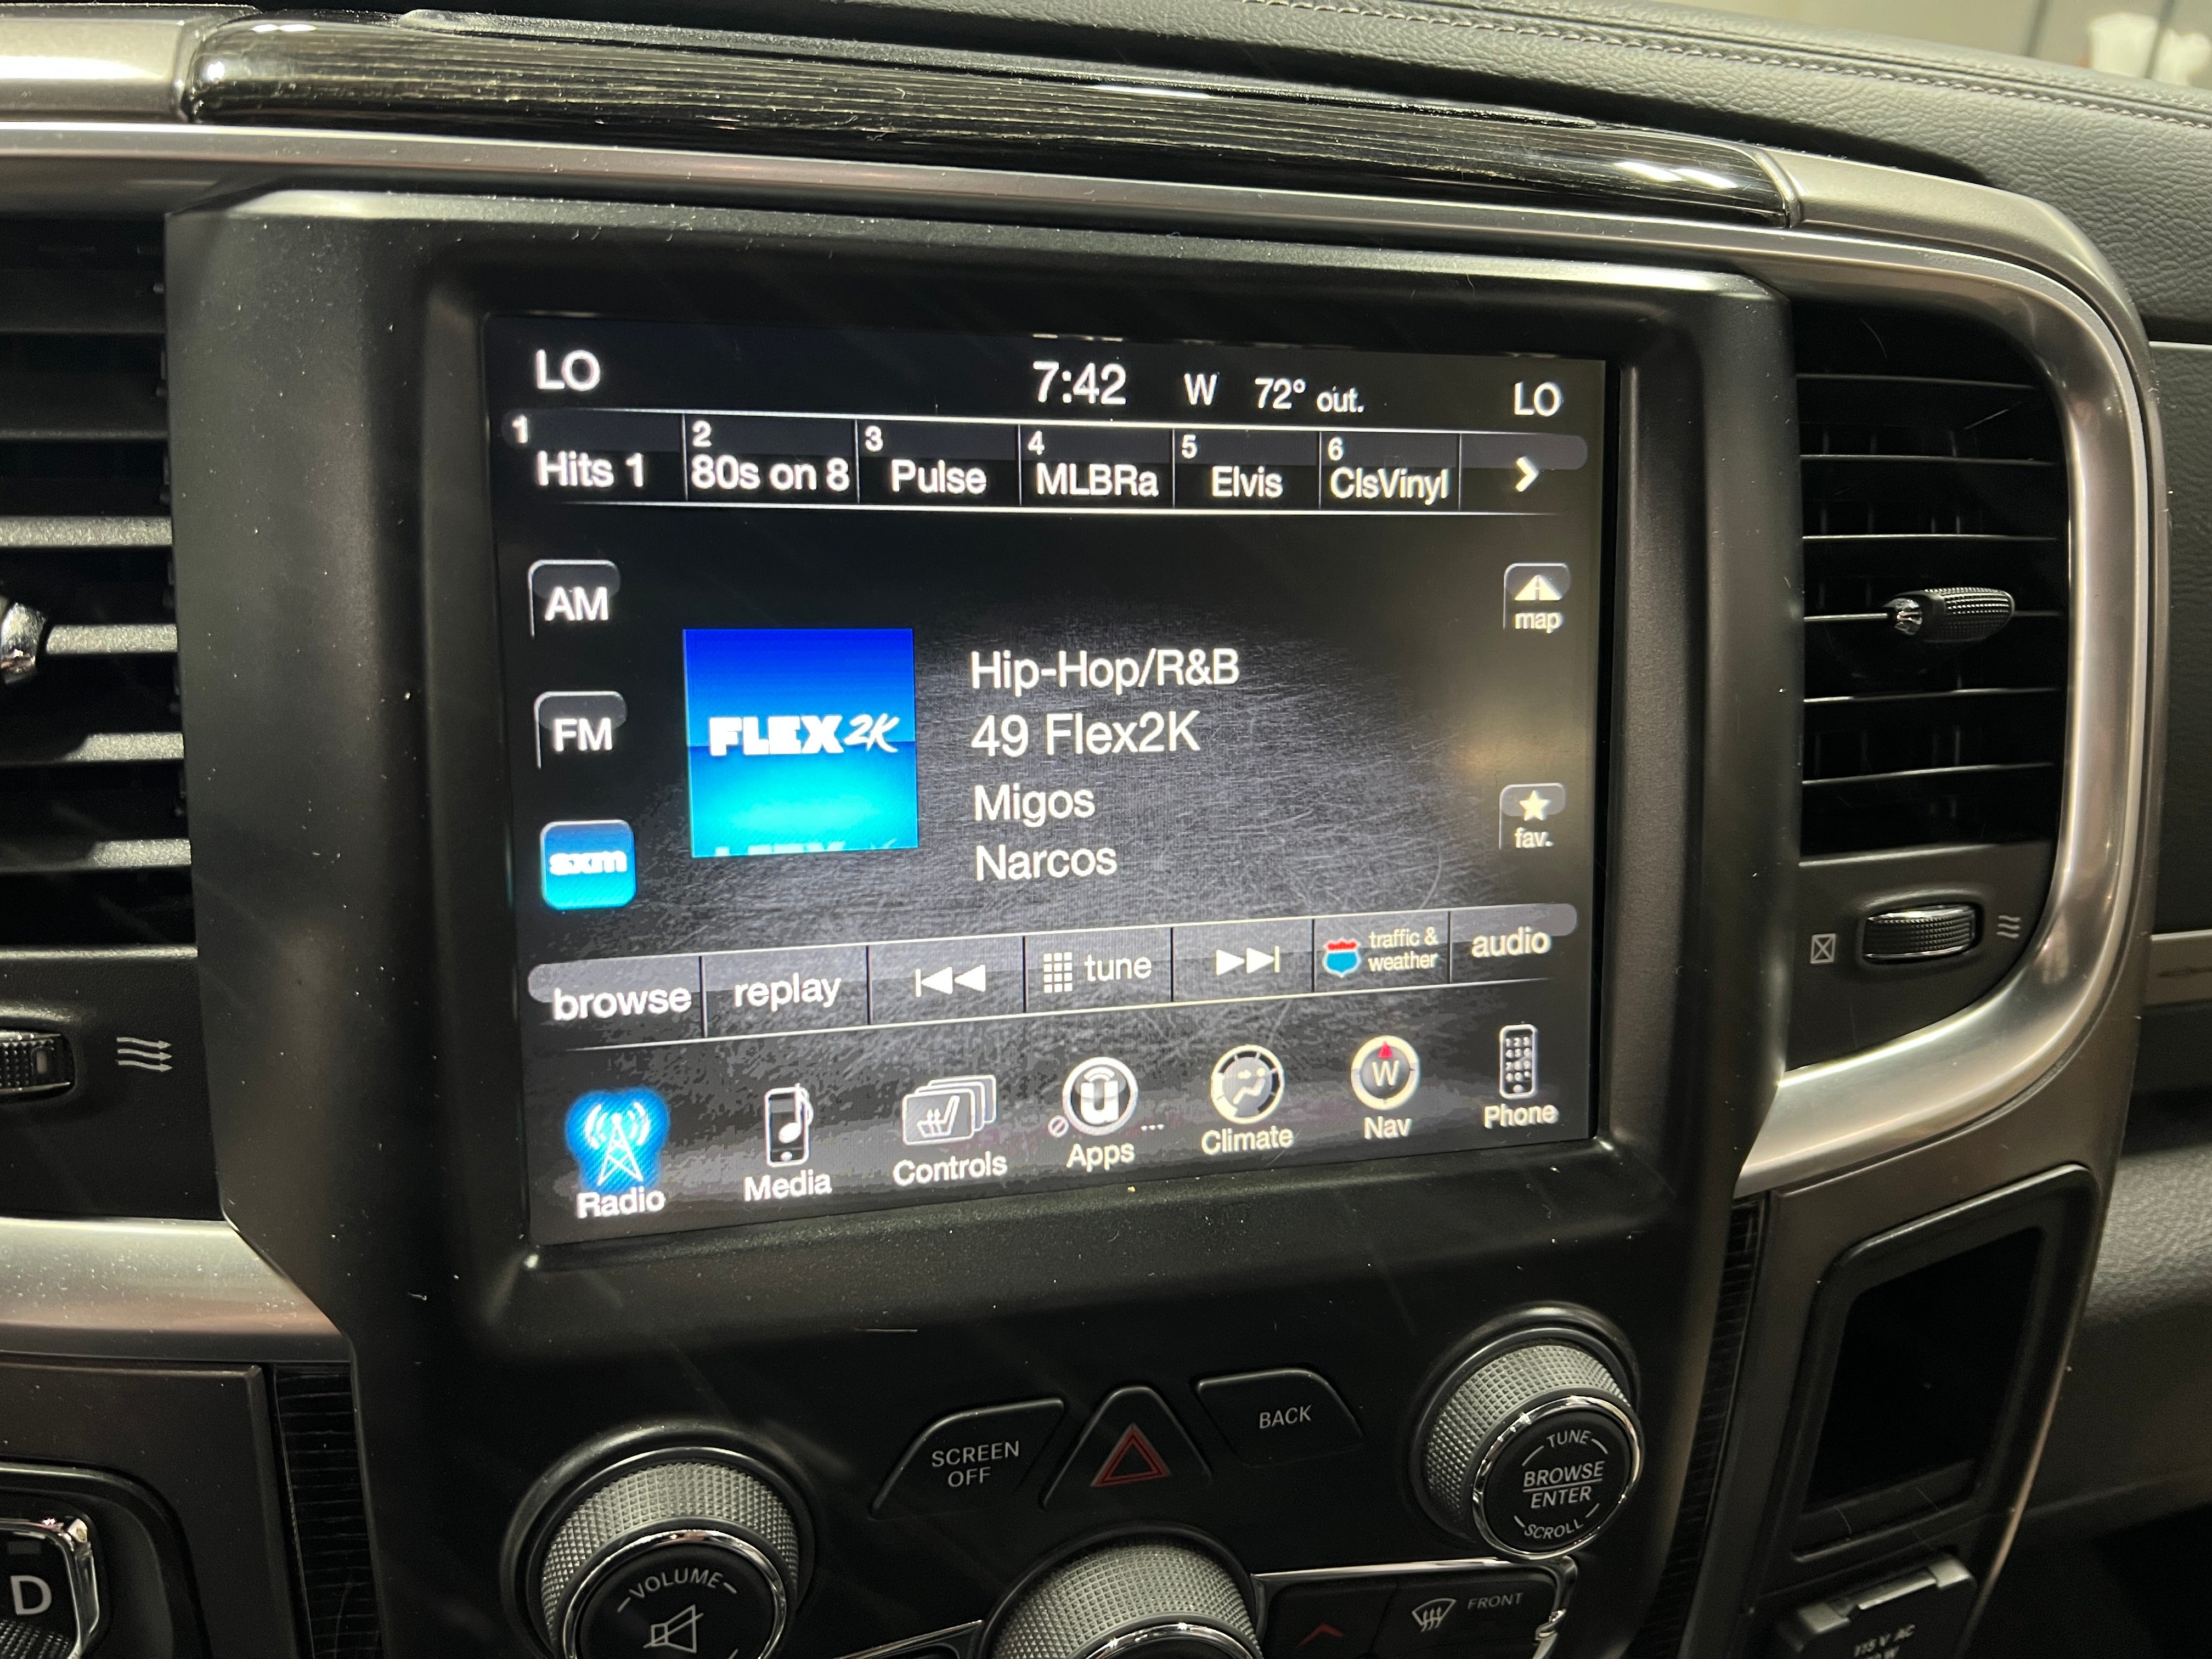 LO 7:42 W 72° out. LO
1 2 3 4 5 6
Hits 1 80s on 8 Pulse MLBRa Elvis ClsVinyl
AM
map
Hip-Hop/R&B
FM
FLEX2K
49 Flex2K
Migos
fav.
sxm
Narcos
browse replay tune traffic &
weather
audio
Radio Media Controls Apps ... Climate Nav Phone
W
SCREEN
OFF
BACK
TUNE
BROWSE
ENTER
SCROLL
VOLUME
D
FRONT
115 V AC